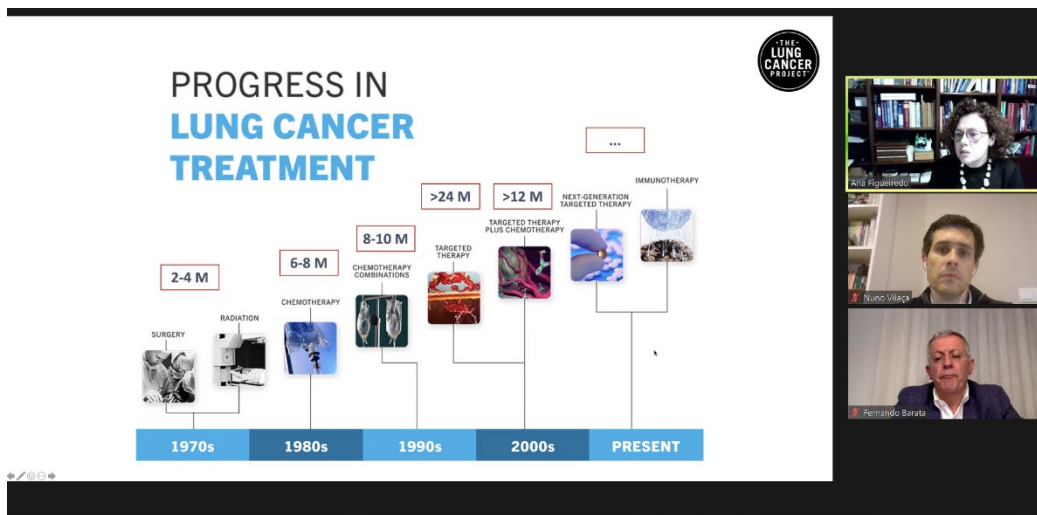 PROGRESS IN
LUNG CANCER
TREATMENT
·THE·
LUNG
CANCER
PROJECT
2-4 M
6-8 M
8-10 M
>24 M
>12 M
...
SURGERY
RADIATION
CHEMOTHERAPY
CHEMOTHERAPY
COMBINATIONS
TARGETED
THERAPY
TARGETED THERAPY
PLUS CHEMOTHERAPY
NEXT-GENERATION
TARGETED THERAPY
IMMUNOTHERAPY
1970s
1980s
1990s
2000s
PRESENT
Ana Figueiredo
Nuno Vilaça
Fernando Barata